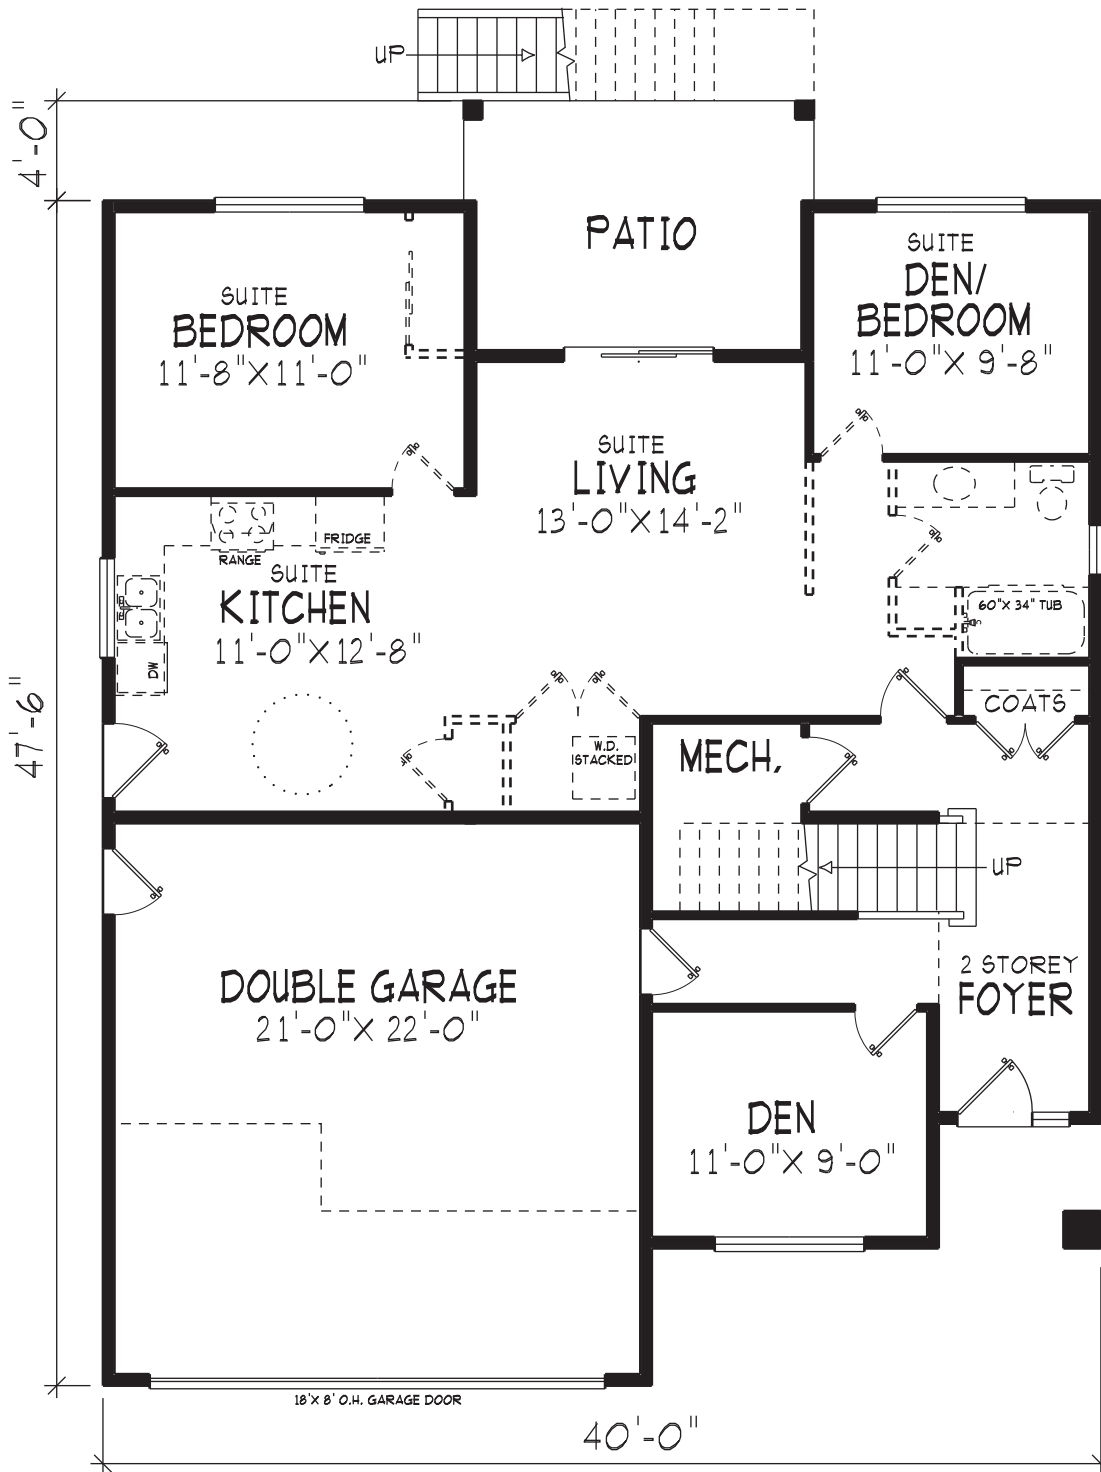 UP
4'-0"
PATIO
SUITE
BEDROOM
11'-8"X11'-0"
SUITE
DEN/
BEDROOM
11'-0"X 9'-8"
SUITE
LIVING
13'-0"X14'-2"
RANGE
FRIDGE
SUITE
KITCHEN
11'-0"X12'-8"
DW
60"X 34" TUB
COATS
47'-6"
W.D.
STACKED
MECH.
UP
DOUBLE GARAGE
21'-0"X 22'-0"
2 STOREY
FOYER
DEN
11'-0"X 9'-0"
18'X 8' O.H. GARAGE DOOR
40'-0"